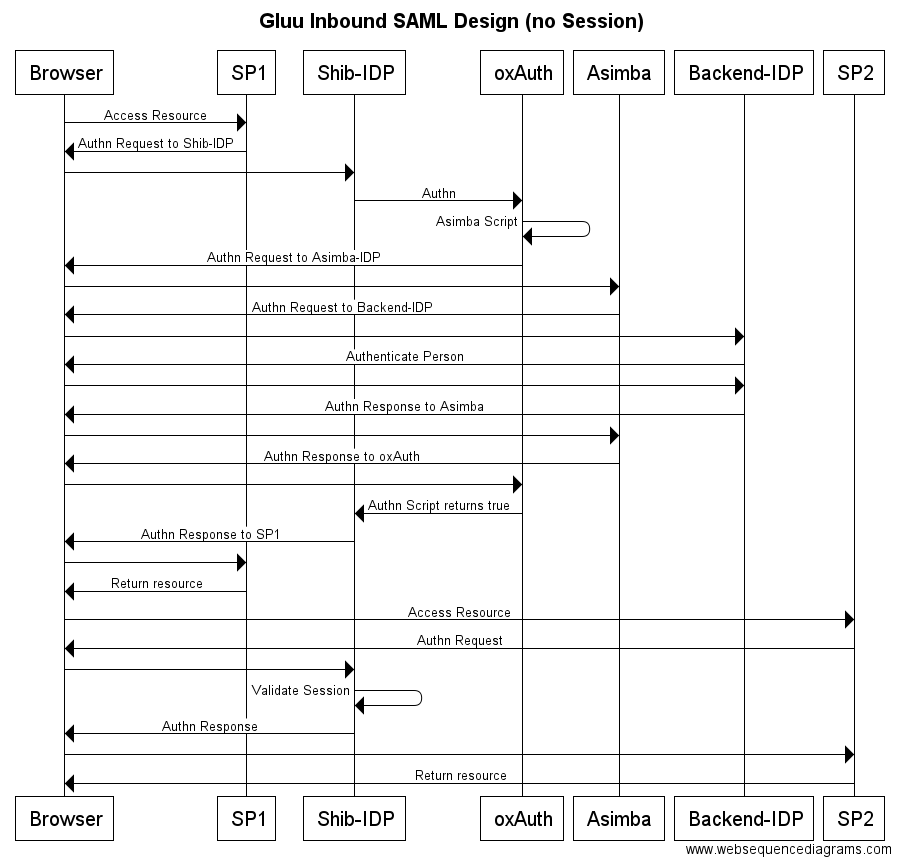 Gluu Inbound SAML Design (no Session)
Browser SP1 Shib-IDP oxAuth Asimba Backend-IDP SP2
Access Resource
Authn Request to Shib-IDP
Authn
Asimba Script
Authn Request to Asimba-IDP
Authn Request to Backend-IDP
Authenticate Person
Authn Response to Asimba
Authn Response to oxAuth
Authn Script returns true
Authn Response to SP1
Return resource
Access Resource
Authn Request
Validate Session
Authn Response
Return resource
Browser SP1 Shib-IDP oxAuth Asimba Backend-IDP SP2
www.websequencediagrams.com